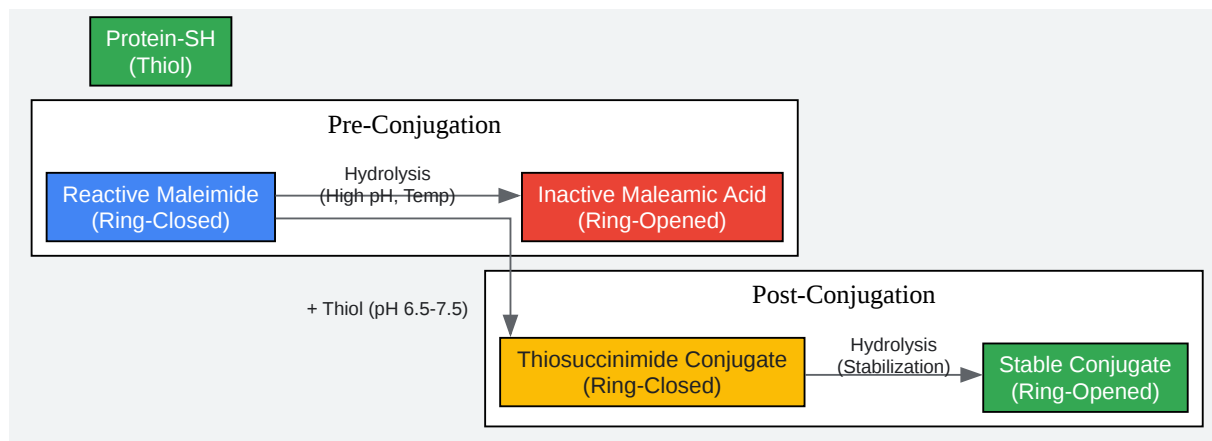 Protein-SH
(Thiol)
Pre-Conjugation
Reactive Maleimide
(Ring-Closed)
Hydrolysis
(High pH, Temp)
Inactive Maleamic Acid
(Ring-Opened)
+ Thiol (pH 6.5-7.5)
Post-Conjugation
Thiosuccinimide Conjugate
(Ring-Closed)
Hydrolysis
(Stabilization)
Stable Conjugate
(Ring-Opened)